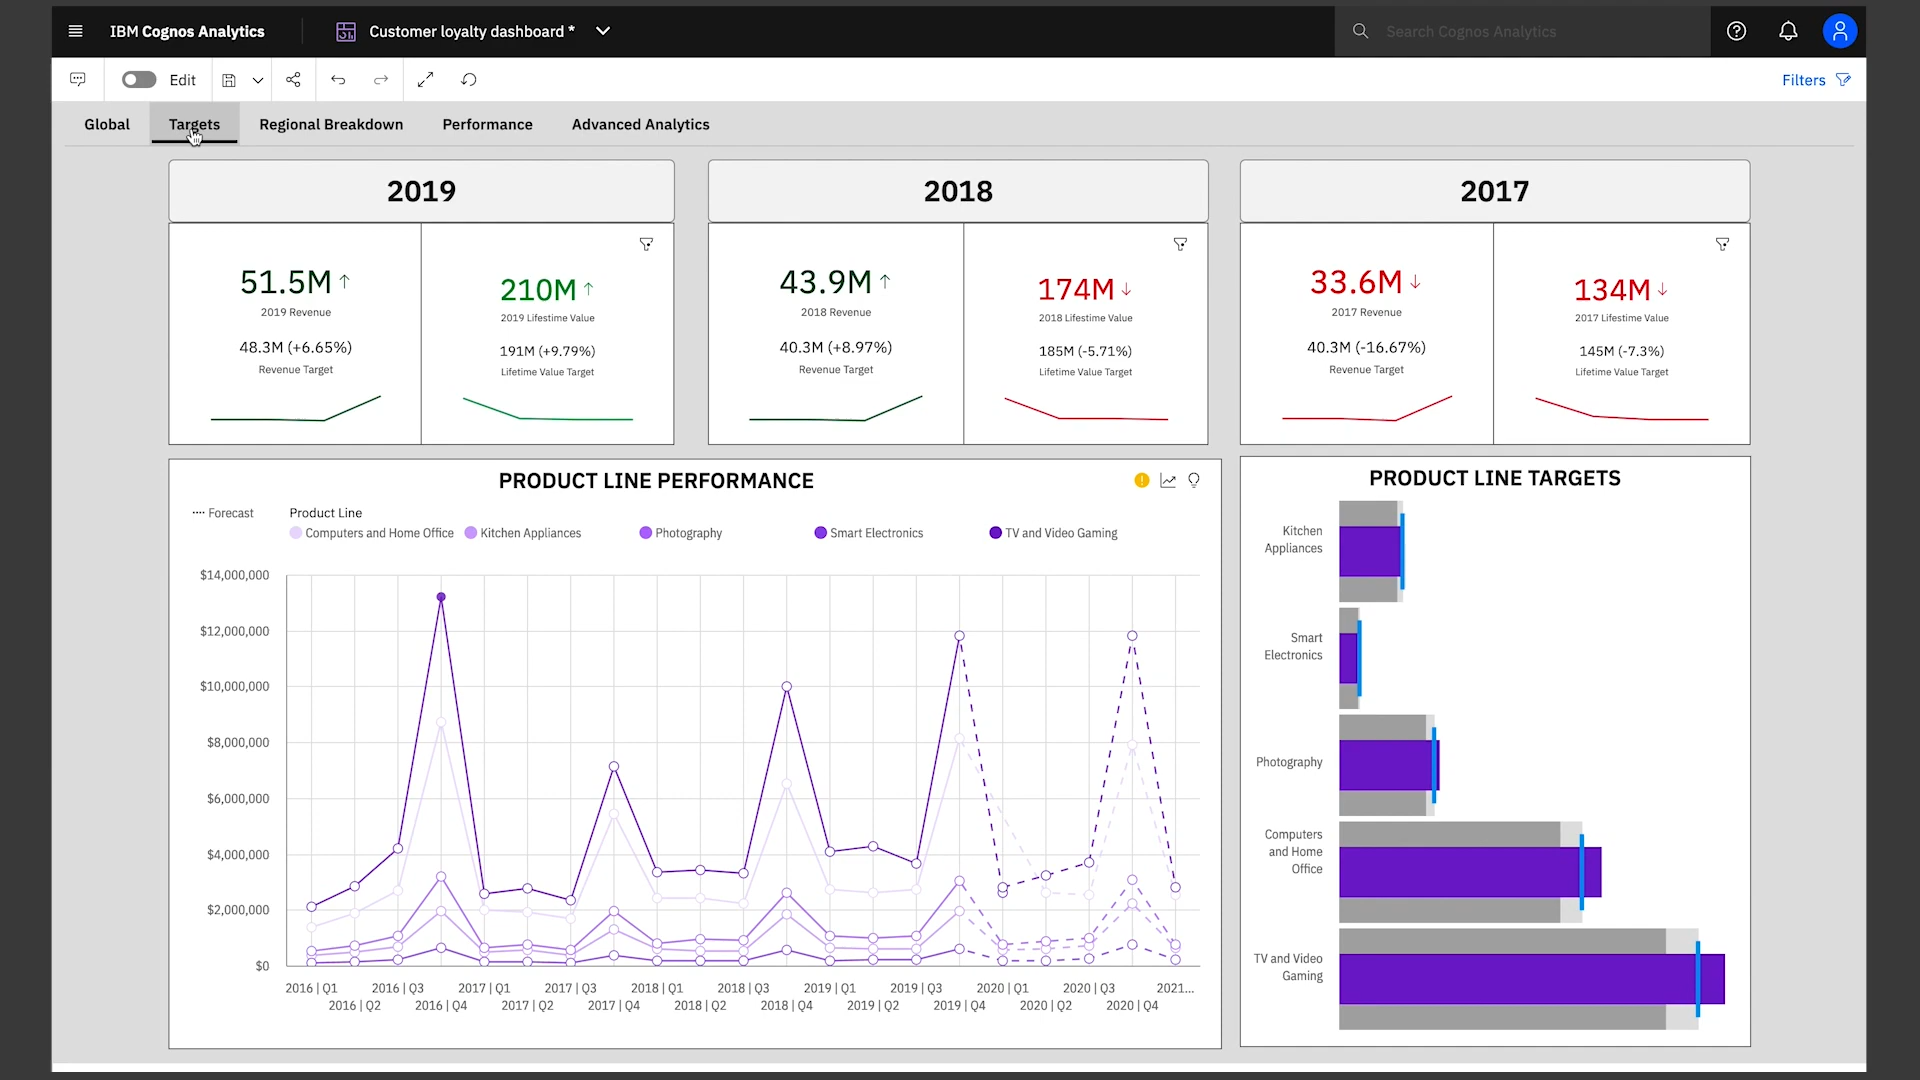 IBM Cognos Analytics
Customer loyalty dashboard *
Search Cognos Analytics
Edit
Filters
Global
Targets
Regional Breakdown
Performance
Advanced Analytics
2019
51.5M ↑
2019 Revenue
48.3M (+6.65%)
Revenue Target
210M ↑
2019 Lifestime Value
191M (+9.79%)
Lifetime Value Target
2018
43.9M ↑
2018 Revenue
40.3M (+8.97%)
Revenue Target
174M ↓
2018 Lifestime Value
185M (-5.71%)
Lifetime Value Target
2017
33.6M ↓
2017 Revenue
40.3M (-16.67%)
Revenue Target
134M ↓
2017 Lifestime Value
145M (-7.3%)
Lifetime Value Target
PRODUCT LINE PERFORMANCE
Forecast
Product Line
Computers and Home Office
Kitchen Appliances
Photography
Smart Electronics
TV and Video Gaming
$14,000,000
$12,000,000
$10,000,000
$8,000,000
$6,000,000
$4,000,000
$2,000,000
$0
2016 | Q1
2016 | Q2
2016 | Q3
2016 | Q4
2017 | Q1
2017 | Q2
2017 | Q3
2017 | Q4
2018 | Q1
2018 | Q2
2018 | Q3
2018 | Q4
2019 | Q1
2019 | Q2
2019 | Q3
2019 | Q4
2020 | Q1
2020 | Q2
2020 | Q3
2020 | Q4
2021...
PRODUCT LINE TARGETS
Kitchen
Appliances
Smart
Electronics
Photography
Computers
and Home
Office
TV and Video
Gaming